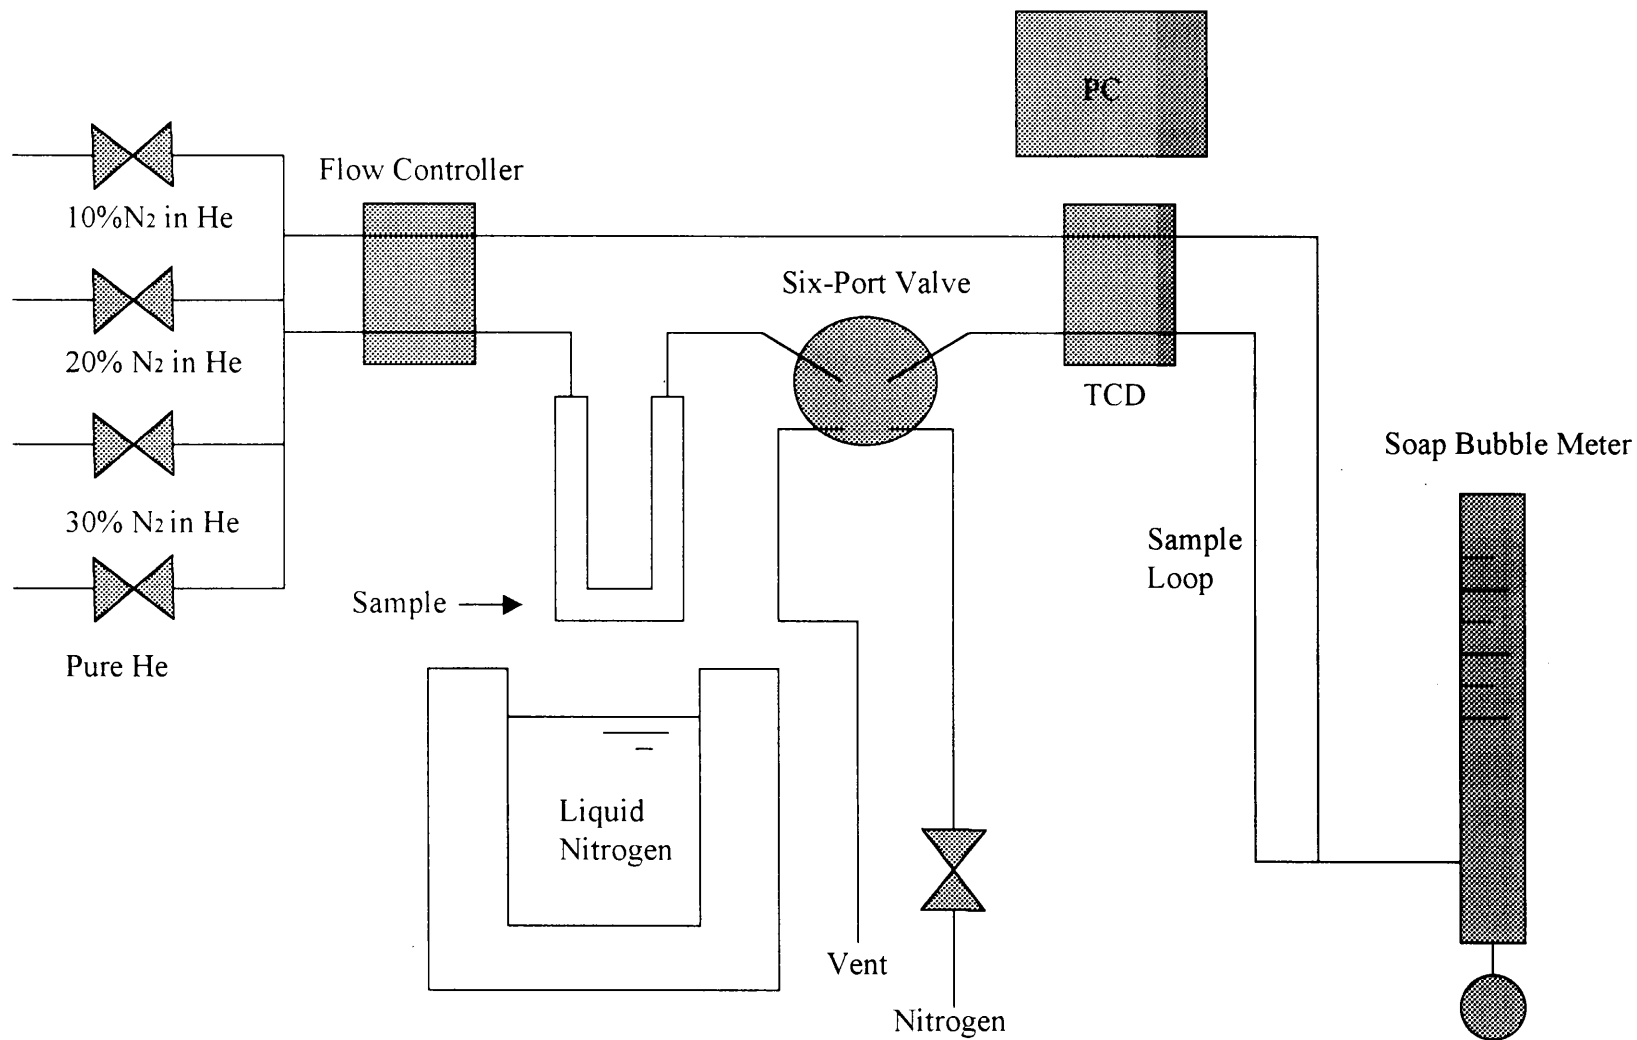 PC
Flow Controller
10%N2 in He
Six-Port Valve
20% N2 in He
TCD
Soap Bubble Meter
30% N2 in He
Sample
Loop
Sample
Pure He
Liquid
Nitrogen
Vent
Nitrogen